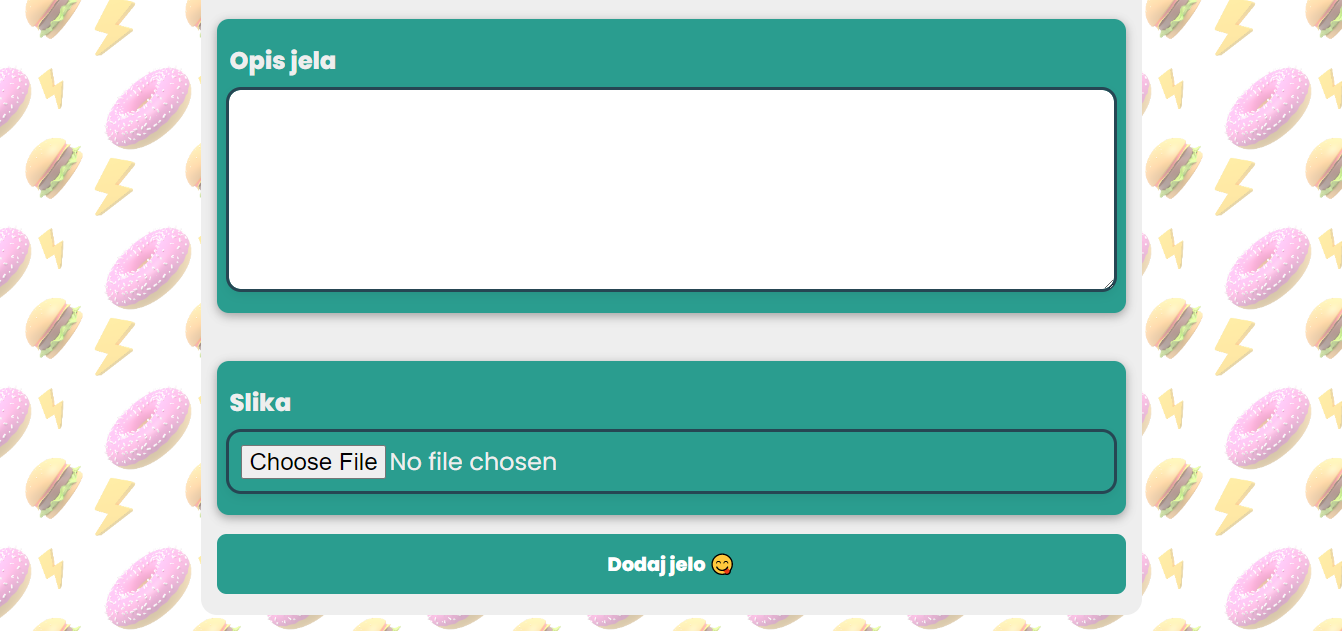 Opis jela
Slika
Choose File No file chosen
Dodaj jelo 😋